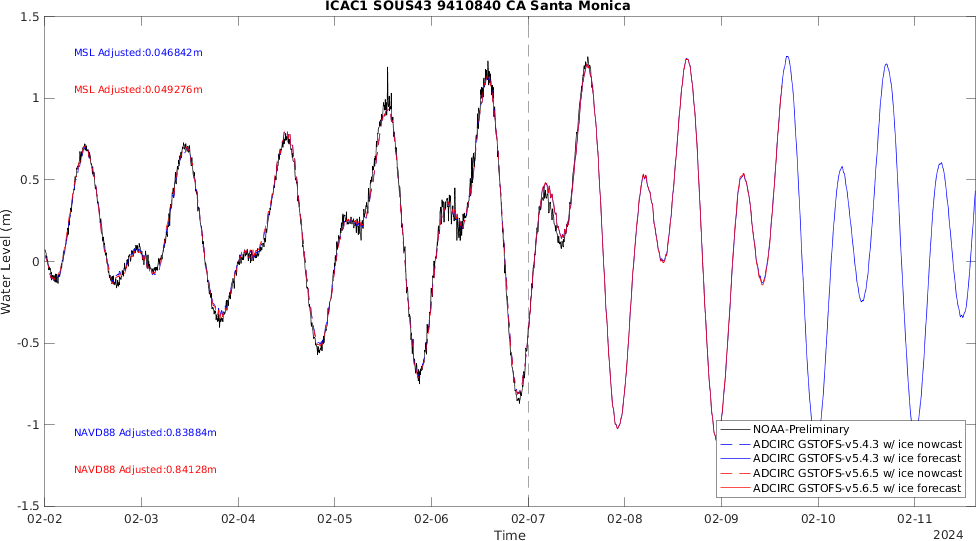 ICAC1 SOUS43 9410840 CA Santa Monica
1.5
1
0.5
0
-0.5
-1
-1.5
Water Level (m)
MSL Adjusted:0.046842m
MSL Adjusted:0.049276m
NAVD88 Adjusted:0.83884m
NAVD88 Adjusted:0.84128m
NOAA-Preliminary
ADCIRC GSTOFS-v5.4.3 w/ ice nowcast
ADCIRC GSTOFS-v5.4.3 w/ ice forecast
ADCIRC GSTOFS-v5.6.5 w/ ice nowcast
ADCIRC GSTOFS-v5.6.5 w/ ice forecast
02-02 02-03 02-04 02-05 02-06 02-07 02-08 02-09 02-10 02-11
Time
2024